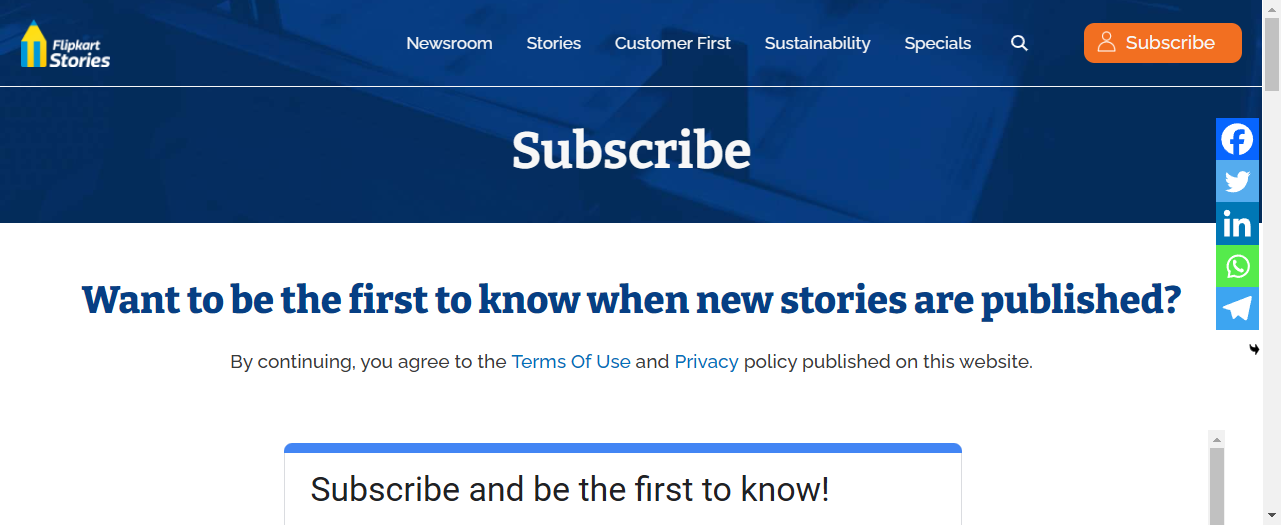 Flipkart
Stories
Newsroom Stories Customer First Sustainability Specials Subscribe
Subscribe
Want to be the first to know when new stories are published?
By continuing, you agree to the Terms Of Use and Privacy policy published on this website.
Subscribe and be the first to know!